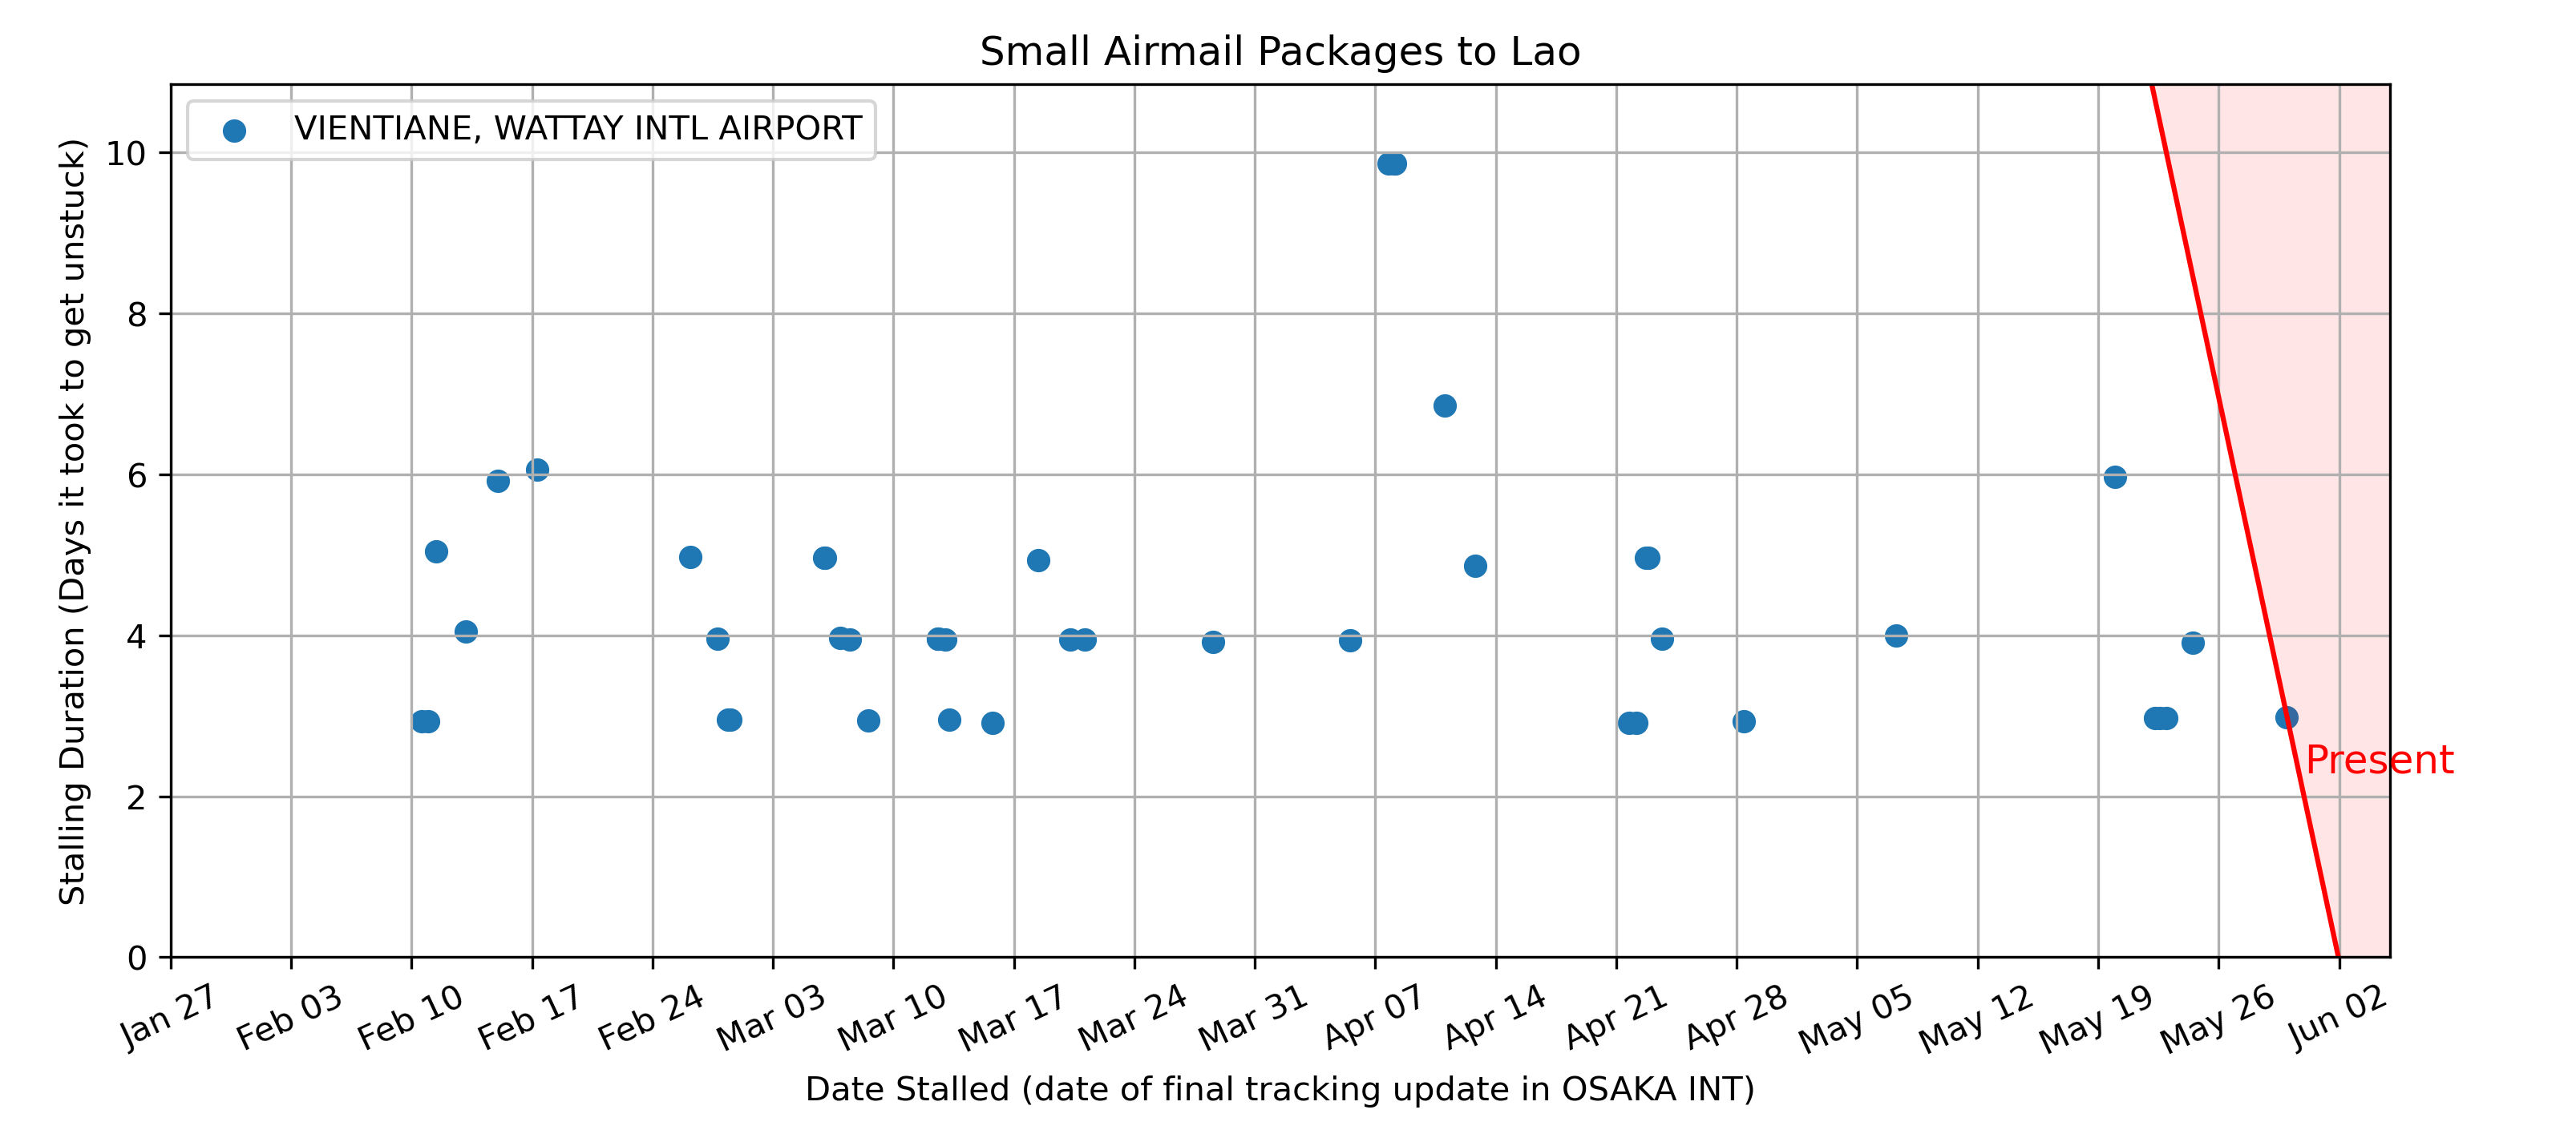 Small Airmail Packages to Lao
VIENTIANE, WATTAY INTL AIRPORT
Stalling Duration (Days it took to get unstuck)
10
8
6
4
2
0
Present
Jan 27
Feb 03
Feb 10
Feb 17
Feb 24
Mar 03
Mar 10
Mar 17
Mar 24
Mar 31
Apr 07
Apr 14
Apr 21
Apr 28
May 05
May 12
May 19
May 26
Jun 02
Date Stalled (date of final tracking update in OSAKA INT)